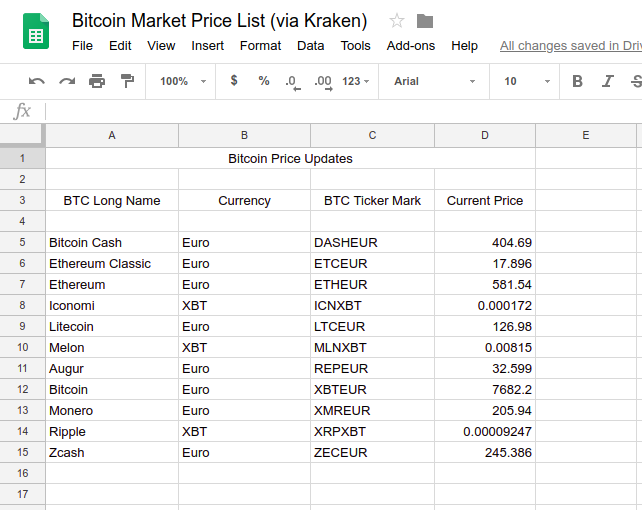 Bitcoin Market Price List (via Kraken)
File Edit View Insert Format Data Tools Add-ons Help All changes saved in Driv
100% $ % .0 .00 123 Arial 10 B I S
fx
A B C D E
1 Bitcoin Price Updates
2
3 BTC Long Name Currency BTC Ticker Mark Current Price
4
5 Bitcoin Cash Euro DASHEUR 404.69
6 Ethereum Classic Euro ETCEUR 17.896
7 Ethereum Euro ETHEUR 581.54
8 Iconomi XBT ICNXBT 0.000172
9 Litecoin Euro LTCEUR 126.98
10 Melon XBT MLNXBT 0.00815
11 Augur Euro REPEUR 32.599
12 Bitcoin Euro XBTEUR 7682.2
13 Monero Euro XMREUR 205.94
14 Ripple XBT XRPXBT 0.00009247
15 Zcash Euro ZECEUR 245.386
16
17